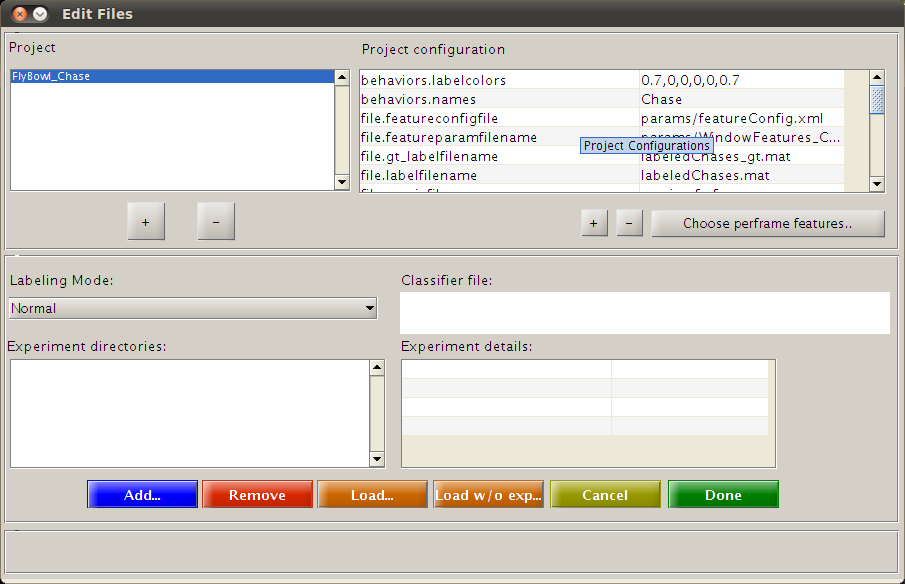 Edit Files
Project
FlyBowl_Chase
+
-
Project configuration
behaviors.labelcolors 0.7,0,0,0,0,0.7
behaviors.names Chase
file.featureconfigfile params/featureConfig.xml
file.featureparamfilename params/WindowFeatures_C...
Project Configurations
file.gt_labelfilename labeledChases_gt.mat
file.labelfilename labeledChases.mat
+
-
Choose perframe features..
Labeling Mode:
Normal
Classifier file:
Experiment directories:
Experiment details:
Add...
Remove
Load...
Load w/o exp...
Cancel
Done